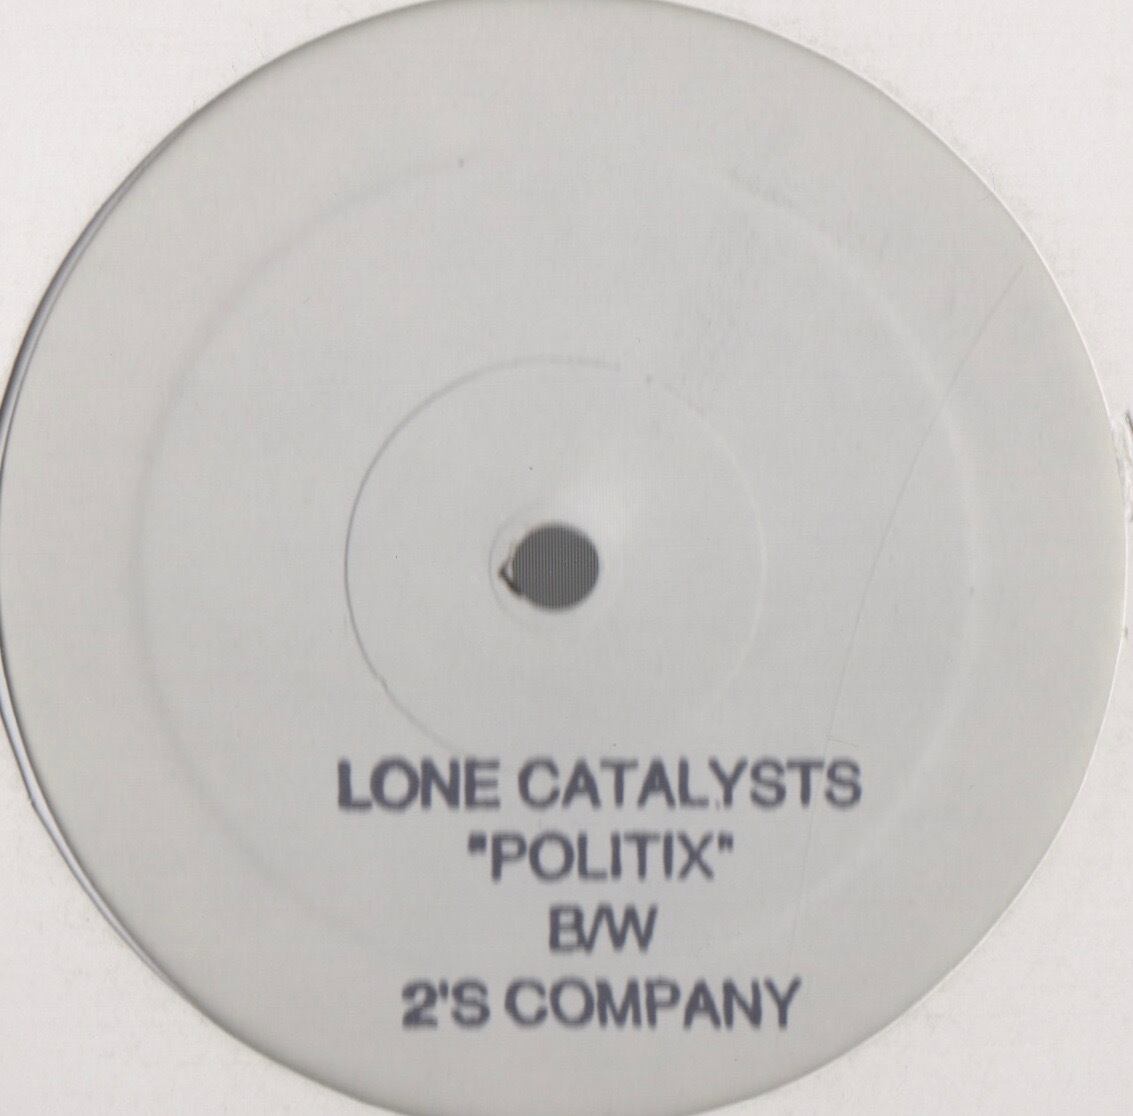 LONE CATALYSTS
"POLITIX"
B/W
2'S COMPANY